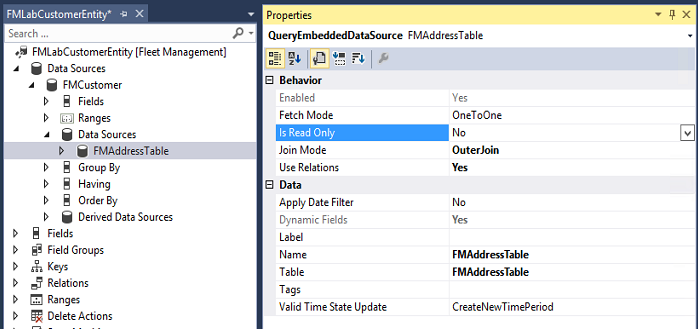 FMLabCustomerEntity*
Search ...
FMLabCustomerEntity [Fleet Management]
Data Sources
FMCustomer
Fields
Ranges
Data Sources
FMAddressTable
Group By
Having
Order By
Derived Data Sources
Fields
Field Groups
Keys
Relations
Ranges
Delete Actions
Properties
QueryEmbeddedDataSource FMAddressTable
Behavior
Enabled Yes
Fetch Mode OneToOne
Is Read Only No
Join Mode OuterJoin
Use Relations Yes
Data
Apply Date Filter No
Dynamic Fields Yes
Label
Name FMAddressTable
Table FMAddressTable
Tags
Valid Time State Update CreateNewTimePeriod